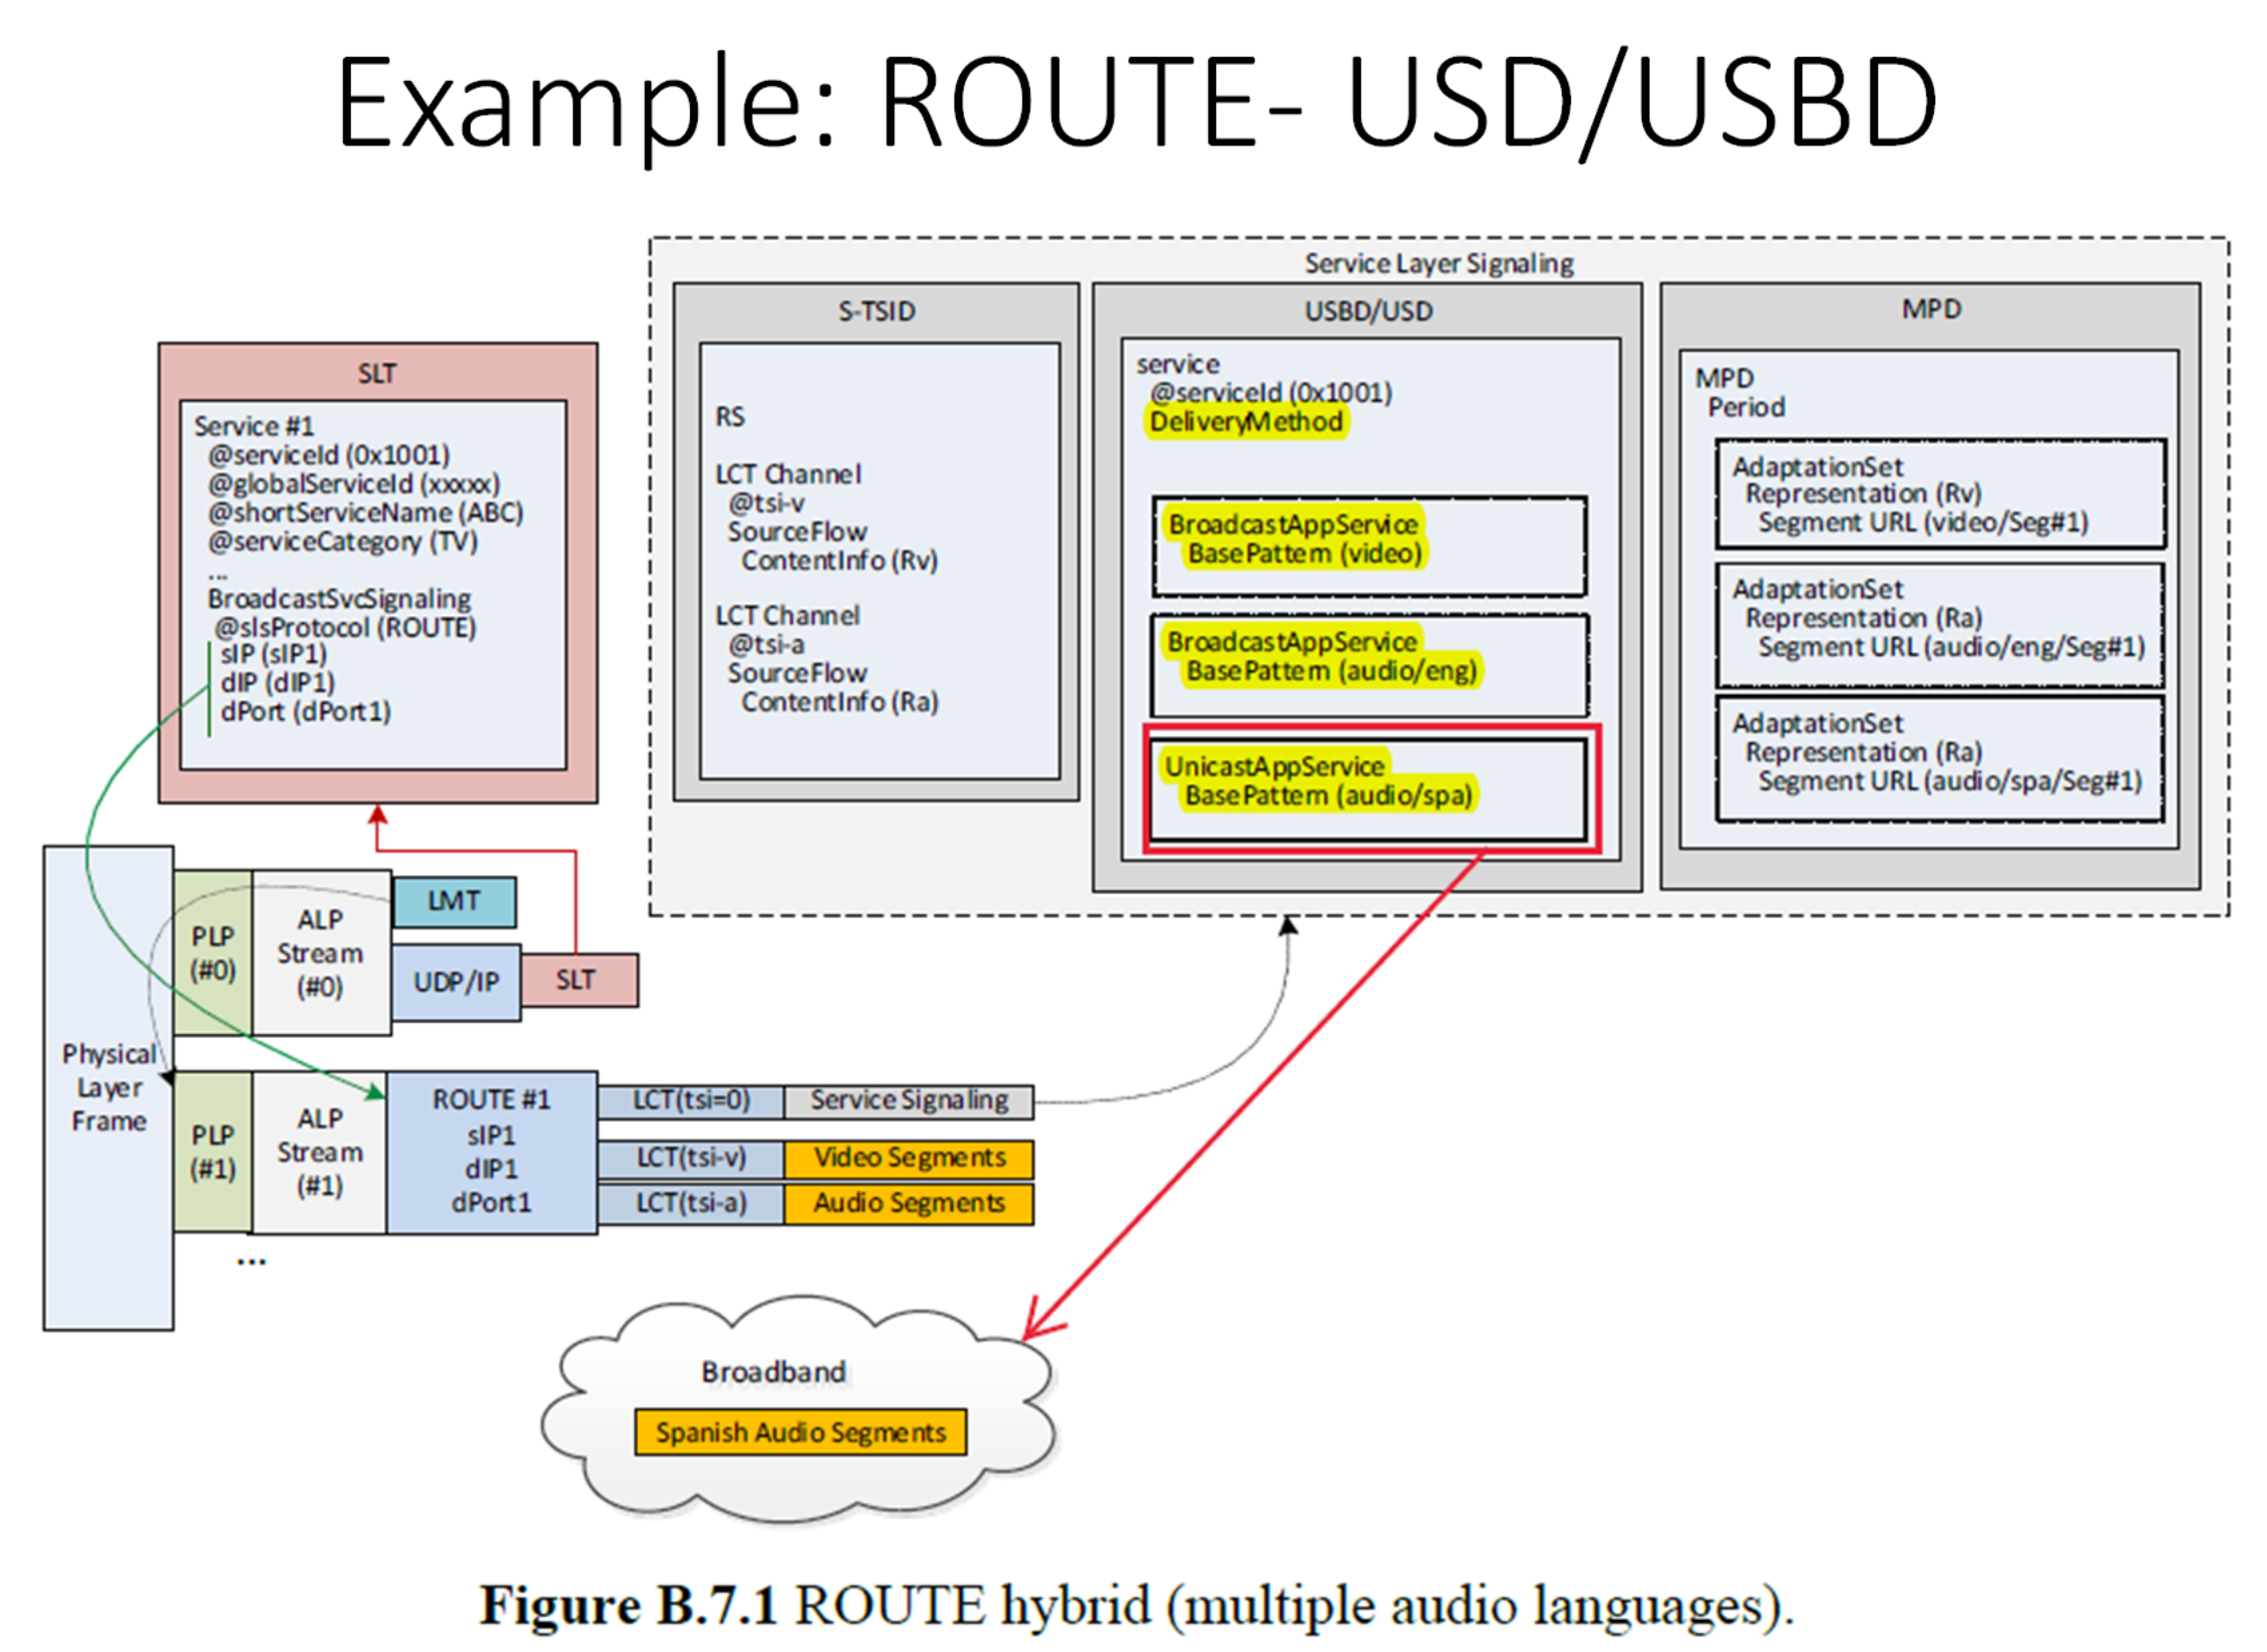 Example: ROUTE- USD/USBD
Service Layer Signaling
SLT
Service #1
@serviceId (0x1001)
@globalServiceId (xxxxx)
@shortServiceName (ABC)
@serviceCategory (TV)
...
BroadcastSvcSignaling
@slsProtocol (ROUTE)
sIP (sIP1)
dIP (dIP1)
dPort (dPort1)
S-TSID
RS
LCT Channel
@tsi-v
SourceFlow
ContentInfo (Rv)
LCT Channel
@tsi-a
SourceFlow
ContentInfo (Ra)
USBD/USD
service
@serviceId (0x1001)
DeliveryMethod
BroadcastAppService
BasePattern (video)
BroadcastAppService
BasePattern (audio/eng)
UnicastAppService
BasePattern (audio/spa)
MPD
MPD
Period
AdaptationSet
Representation (Rv)
Segment URL (video/Seg#1)
AdaptationSet
Representation (Ra)
Segment URL (audio/eng/Seg#1)
AdaptationSet
Representation (Ra)
Segment URL (audio/spa/Seg#1)
Physical
Layer
Frame
PLP
(#0)
ALP
Stream
(#0)
LMT
UDP/IP
SLT
PLP
(#1)
ALP
Stream
(#1)
ROUTE #1
sIP1
dIP1
dPort1
LCT(tsi=0)
Service Signaling
LCT(tsi-v)
Video Segments
LCT(tsi-a)
Audio Segments
...
Broadband
Spanish Audio Segments
Figure B.7.1 ROUTE hybrid (multiple audio languages).